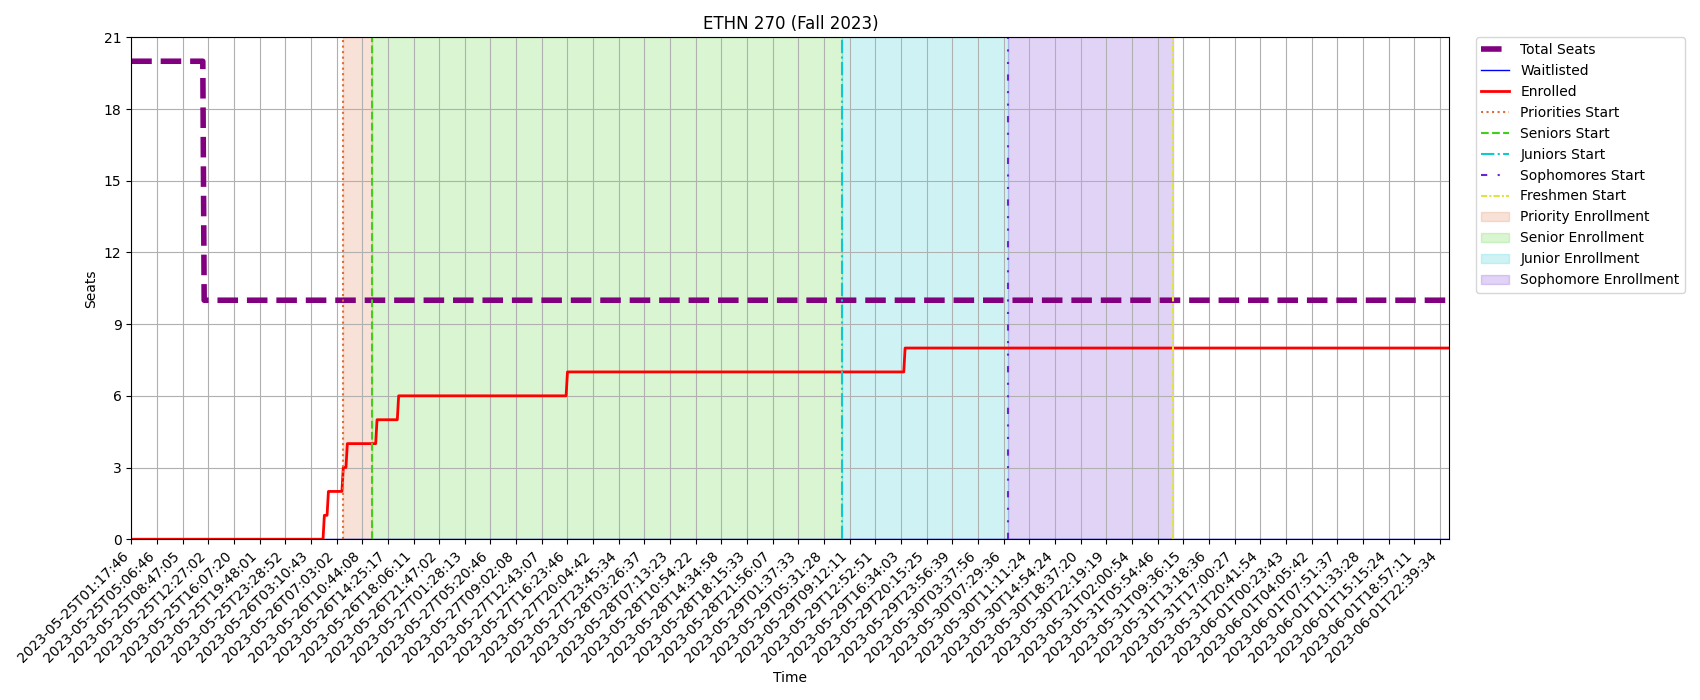 ETHN 270 (Fall 2023)
21
18
15
12
9
6
3
0
Seats
2023-05-25T01:17:46
2023-05-25T05:06:46
2023-05-25T08:47:05
2023-05-25T12:27:02
2023-05-25T16:07:20
2023-05-25T19:48:01
2023-05-25T23:28:52
2023-05-26T03:10:43
2023-05-26T07:03:02
2023-05-26T10:44:08
2023-05-26T14:25:17
2023-05-26T18:06:11
2023-05-26T21:47:02
2023-05-27T01:28:13
2023-05-27T05:20:46
2023-05-27T09:02:08
2023-05-27T12:43:07
2023-05-27T16:23:46
2023-05-27T20:04:42
2023-05-27T23:45:34
2023-05-28T03:26:37
2023-05-28T07:13:23
2023-05-28T10:54:22
2023-05-28T14:34:58
2023-05-28T18:15:33
2023-05-28T21:56:07
2023-05-29T01:37:33
2023-05-29T05:31:28
2023-05-29T09:12:11
2023-05-29T12:52:51
2023-05-29T16:34:03
2023-05-29T20:15:25
2023-05-29T23:56:39
2023-05-30T03:37:56
2023-05-30T07:29:36
2023-05-30T11:11:24
2023-05-30T14:54:24
2023-05-30T18:37:20
2023-05-30T22:19:19
2023-05-31T02:00:54
2023-05-31T05:54:46
2023-05-31T09:36:15
2023-05-31T13:18:36
2023-05-31T17:00:27
2023-05-31T20:41:54
2023-06-01T00:23:43
2023-06-01T04:05:42
2023-06-01T07:51:37
2023-06-01T11:33:28
2023-06-01T15:15:24
2023-06-01T18:57:11
2023-06-01T22:39:34
Time
Total Seats
Waitlisted
Enrolled
Priorities Start
Seniors Start
Juniors Start
Sophomores Start
Freshmen Start
Priority Enrollment
Senior Enrollment
Junior Enrollment
Sophomore Enrollment